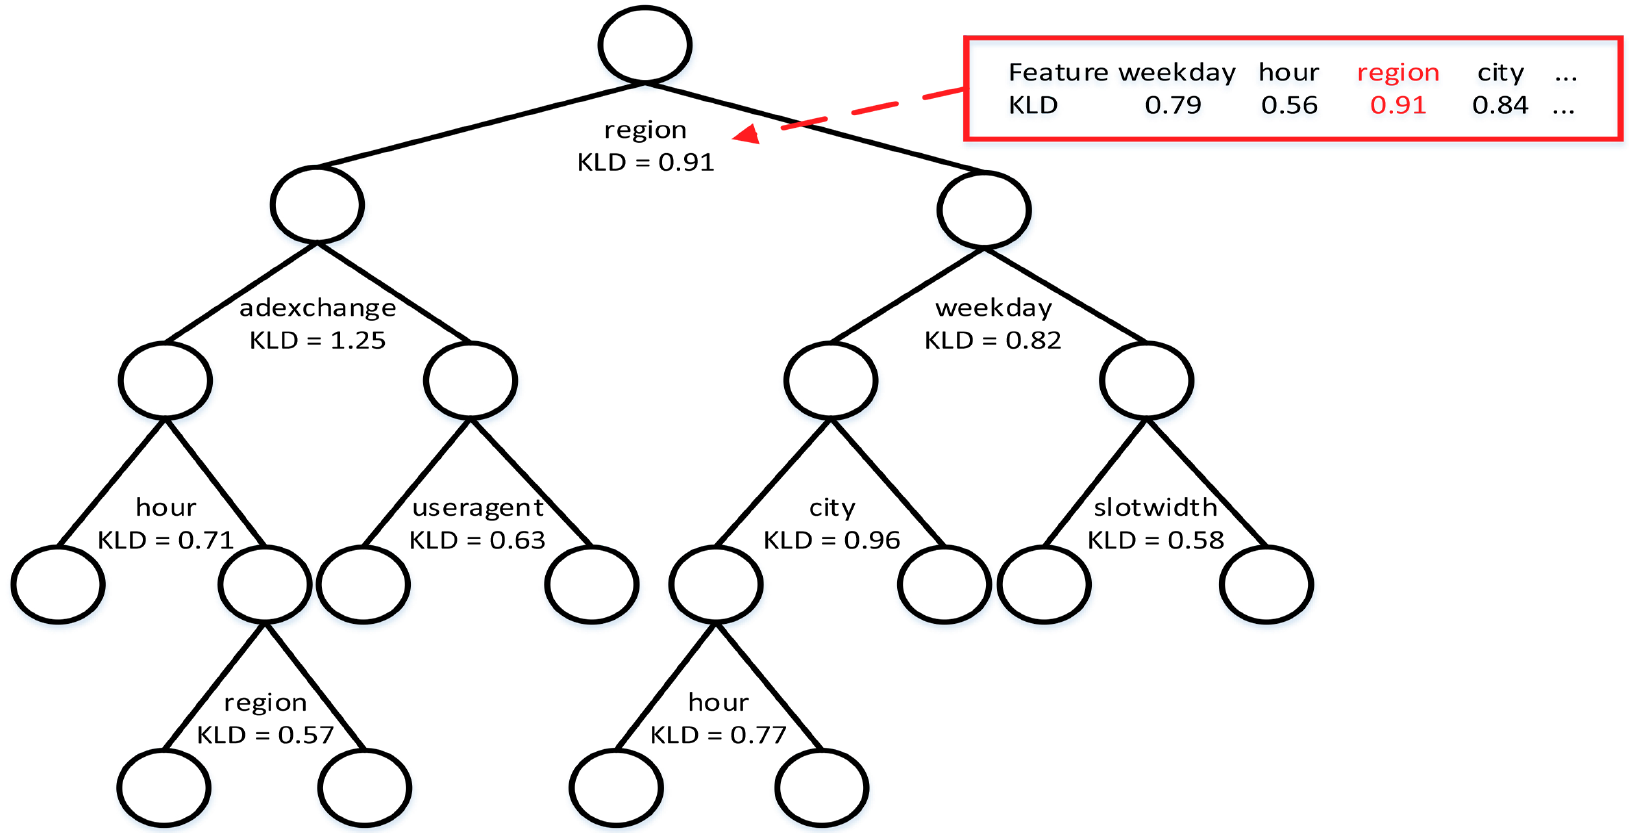 Feature weekday hour region city ...
KLD 0.79 0.56 0.91 0.84 ...
region
KLD = 0.91
adexchange
KLD = 1.25
weekday
KLD = 0.82
hour
KLD = 0.71
useragent
KLD = 0.63
city
KLD = 0.96
slotwidth
KLD = 0.58
region
KLD = 0.57
hour
KLD = 0.77